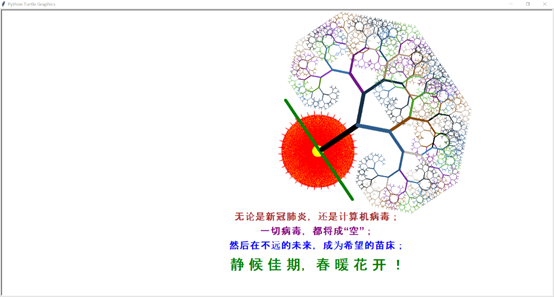 Python Turtle Graphics
无论是新冠肺炎，还是计算机病毒；
一切病毒，都将成“空”；
然后在不远的未来，成为希望的苗床；
静候佳期，春暖花开！